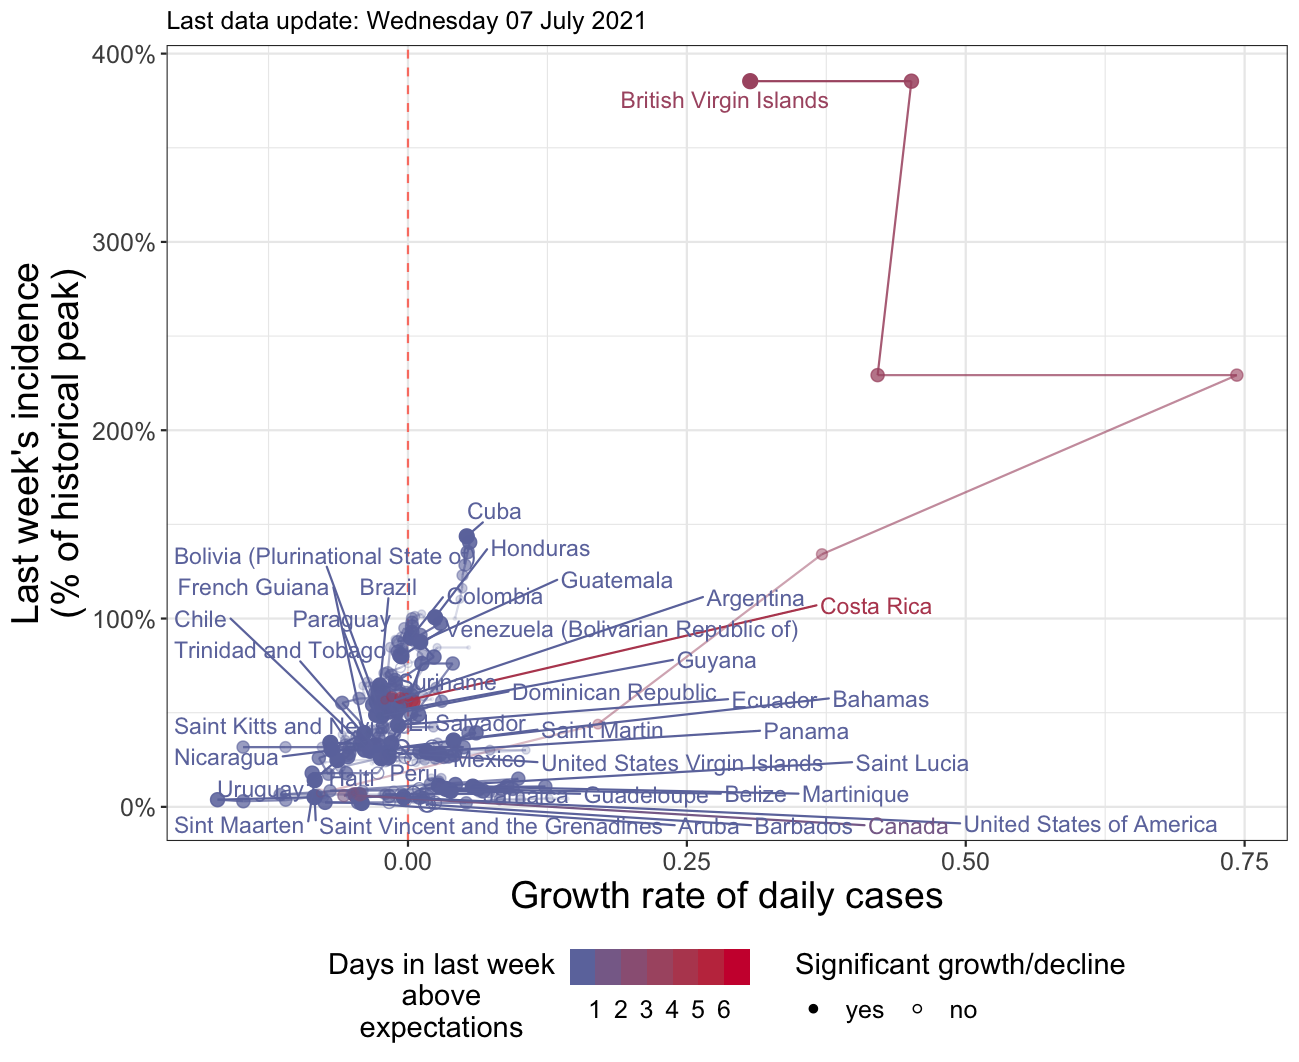 Last data update: Wednesday 07 July 2021
400%
300%
200%
100%
0%
Last week's incidence
(% of historical peak)
British Virgin Islands
Cuba
Honduras
Bolivia (Plurinational State of)
Guatemala
French Guiana
Brazil
Colombia
Argentina
Costa Rica
Chile
Paraguay
Venezuela (Bolivarian Republic of)
Trinidad and Tobago
Guyana
Suriname
Dominican Republic
Ecuador
Bahamas
Saint Kitts and Nevis
El Salvador
Saint Martin
Panama
Nicaragua
Mexico
United States Virgin Islands
Saint Lucia
Haiti
Peru
Uruguay
Jamaica
Guadeloupe
Belize
Martinique
Sint Maarten
Saint Vincent and the Grenadines
Aruba
Barbados
Canada
United States of America
0.00
0.25
0.50
0.75
Growth rate of daily cases
Days in last week
above
expectations
1 2 3 4 5 6
Significant growth/decline
yes
no